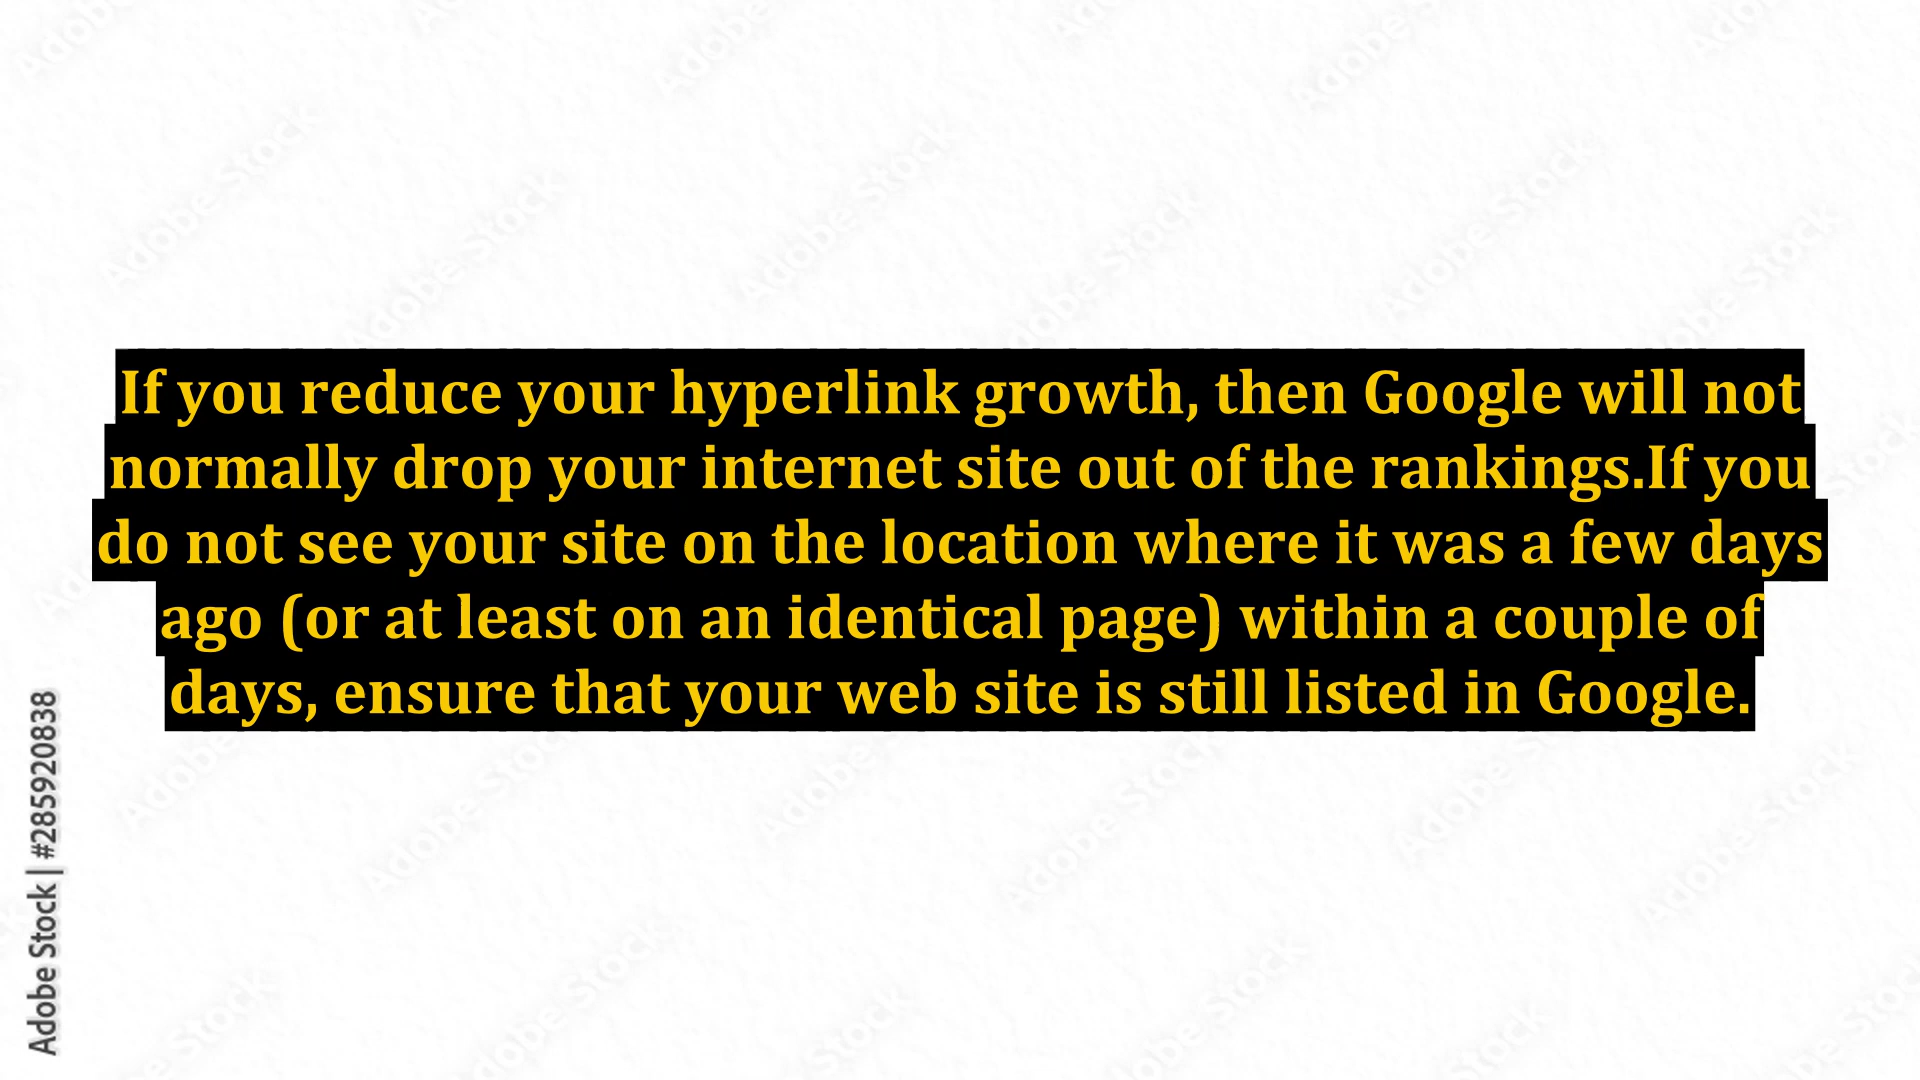 If you reduce your hyperlink growth, then Google will not
normally drop your internet site out of the rankings.If you
do not see your site on the location where it was a few days
ago (or at least on an identical page) within a couple of
days, ensure that your web site is still listed in Google.
Adobe Stock | #285920838
Adobe Stock